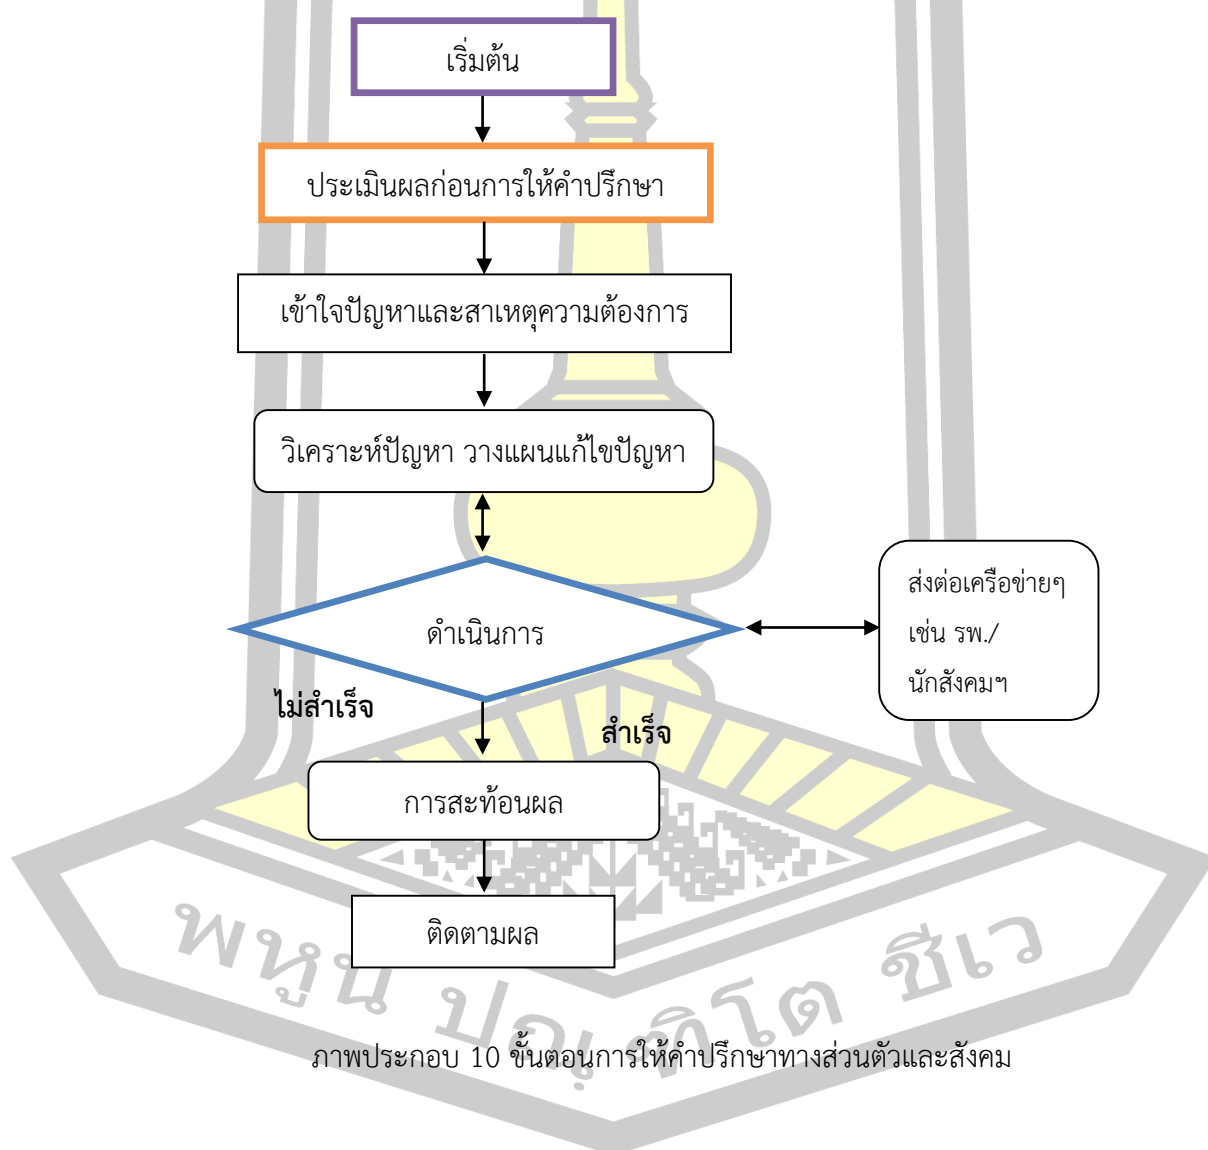 เริ่มต้น
ประเมินผลก่อนการให้คำปรึกษา
เข้าใจปัญหาและสาเหตุความต้องการ
วิเคราะห์ปัญหา วางแผนแก้ไขปัญหา
ดำเนินการ
ส่งต่อเครือข่ายๆ
เช่น รพ./
นักสังคมฯ
ไม่สำเร็จ
สำเร็จ
การสะท้อนผล
ติดตามผล
พหูน ปณฺฑิโต ชีเว
ภาพประกอบ 10 ขั้นตอนการให้คำปรึกษาทางส่วนตัวและสังคม